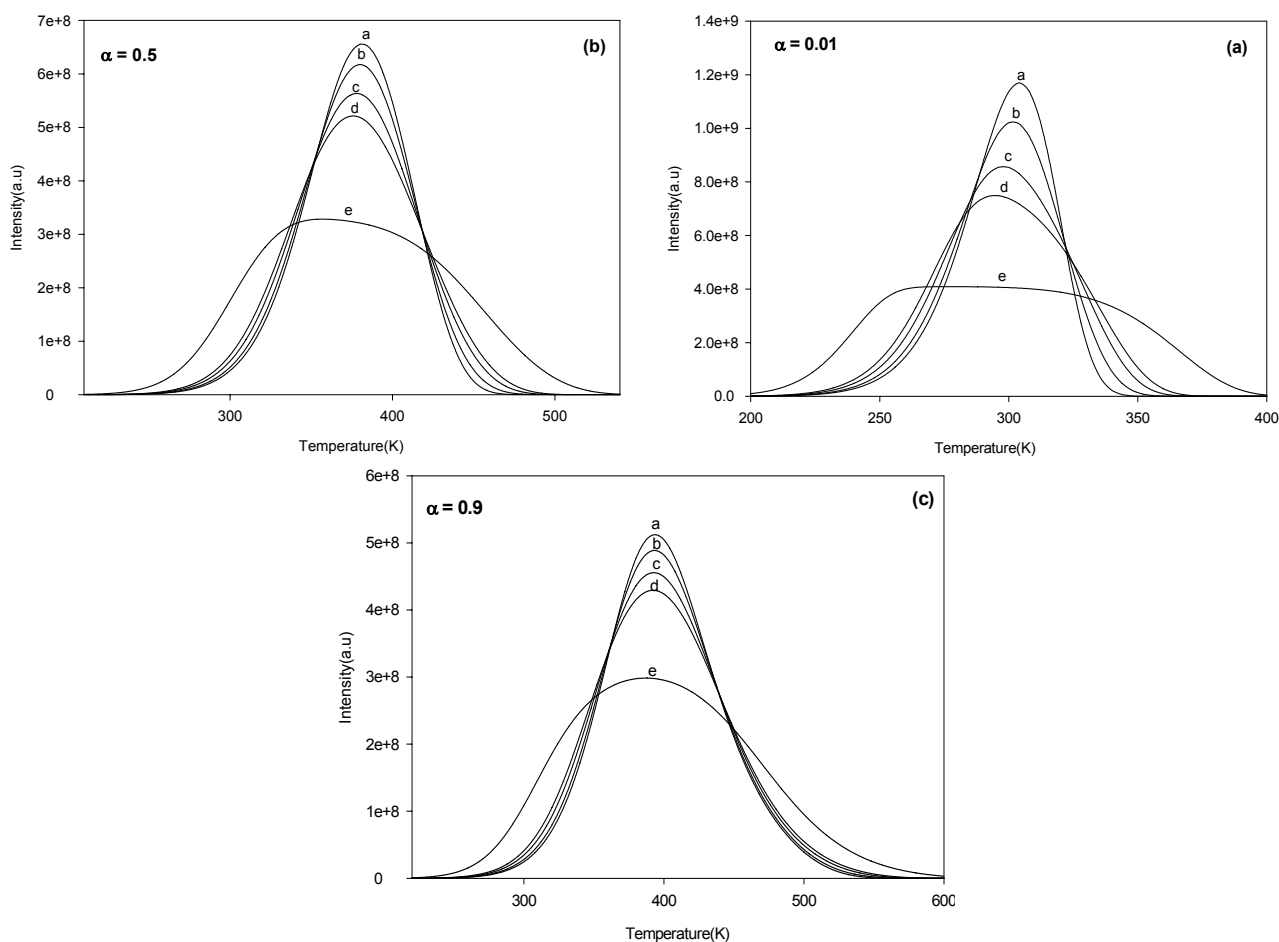 α = 0.5
(b)
7e+8
6e+8
5e+8
4e+8
3e+8
2e+8
1e+8
0
Intensity(a.u)
a
b
c
d
e
300 400 500
Temperature(K)
α = 0.01
(a)
1.4e+9
1.2e+9
1.0e+9
8.0e+8
6.0e+8
4.0e+8
2.0e+8
0.0
Intensity(a.u)
a
b
c
d
e
200 250 300 350 400
Temperature(K)
α = 0.9
(c)
6e+8
5e+8
4e+8
3e+8
2e+8
1e+8
0
Intensity(a.u)
a
b
c
d
e
300 400 500 600
Temperature(K)